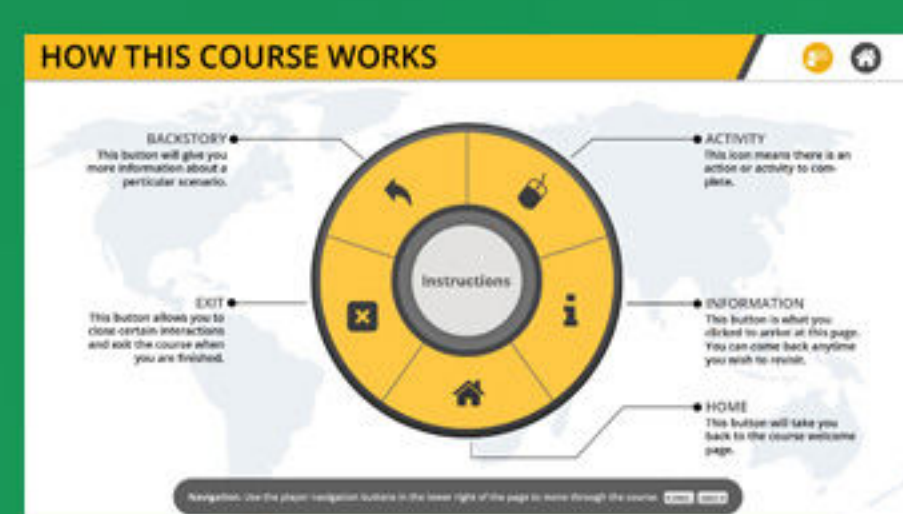 HOW THIS COURSE WORKS
BACKSTORY
This button will give you
more information about a
perticular scenario.
ACTIVITY
This icon means there is an
action or activity to com-
plete.
Instructions
EXIT
This button allows you to
close certain interactions
and exit the course when
you are finished.
INFORMATION
This button is what you
clicked to arrive at this page.
You can come back anytime
you wish to revisit.
HOME
This button will take you
back to the course welcome
page.
Navigation: Use the player navigation buttons in the lower right of the page to move through the course.